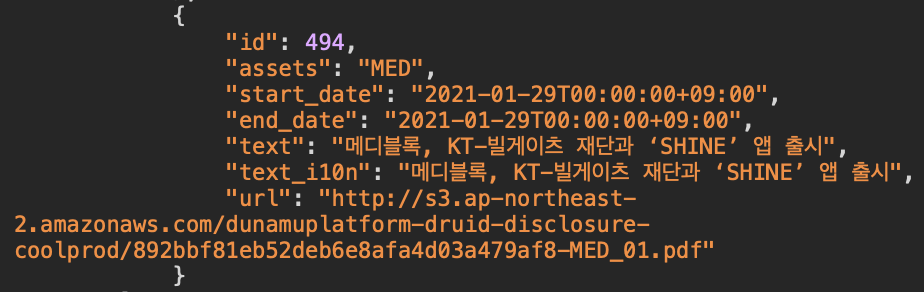 {
"id": 494,
"assets": "MED",
"start_date": "2021-01-29T00:00:00+09:00",
"end_date": "2021-01-29T00:00:00+09:00",
"text": "메디블록, KT-빌게이츠 재단과 ‘SHINE’ 앱 출시",
"text_i10n": "메디블록, KT-빌게이츠 재단과 ‘SHINE’ 앱 출시",
"url": "http://s3.ap-northeast-
2.amazonaws.com/dunamuplatform-druid-disclosure-
coolprod/892bbf81eb52deb6e8afa4d03a479af8-MED_01.pdf"
}